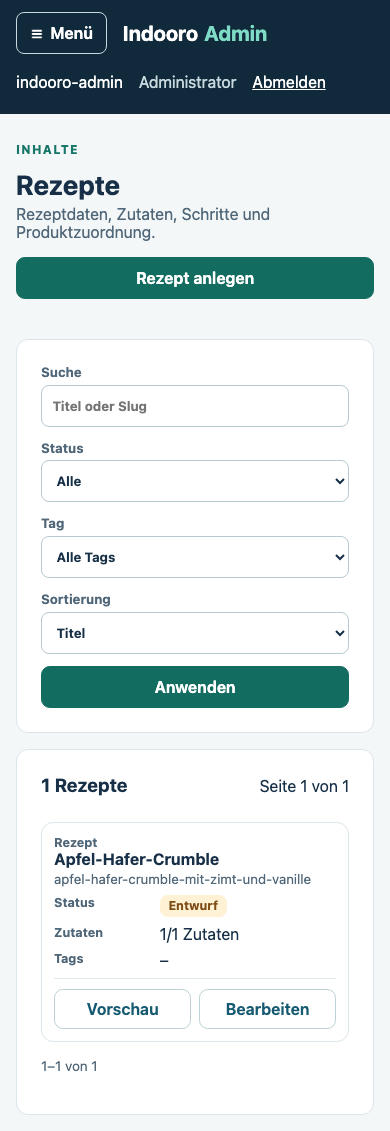 ≡ Menü
Indooro Admin
indooro-admin Administrator Abmelden
INHALTE
Rezepte
Rezeptdaten, Zutaten, Schritte und
Produktzuordnung.
Rezept anlegen
Suche
Titel oder Slug
Status
Alle
Tag
Alle Tags
Sortierung
Titel
Anwenden
1 Rezepte
Seite 1 von 1
Rezept
Apfel-Hafer-Crumble
apfel-hafer-crumble-mit-zimt-und-vanille
Status Entwurf
Zutaten 1/1 Zutaten
Tags –
Vorschau
Bearbeiten
1–1 von 1